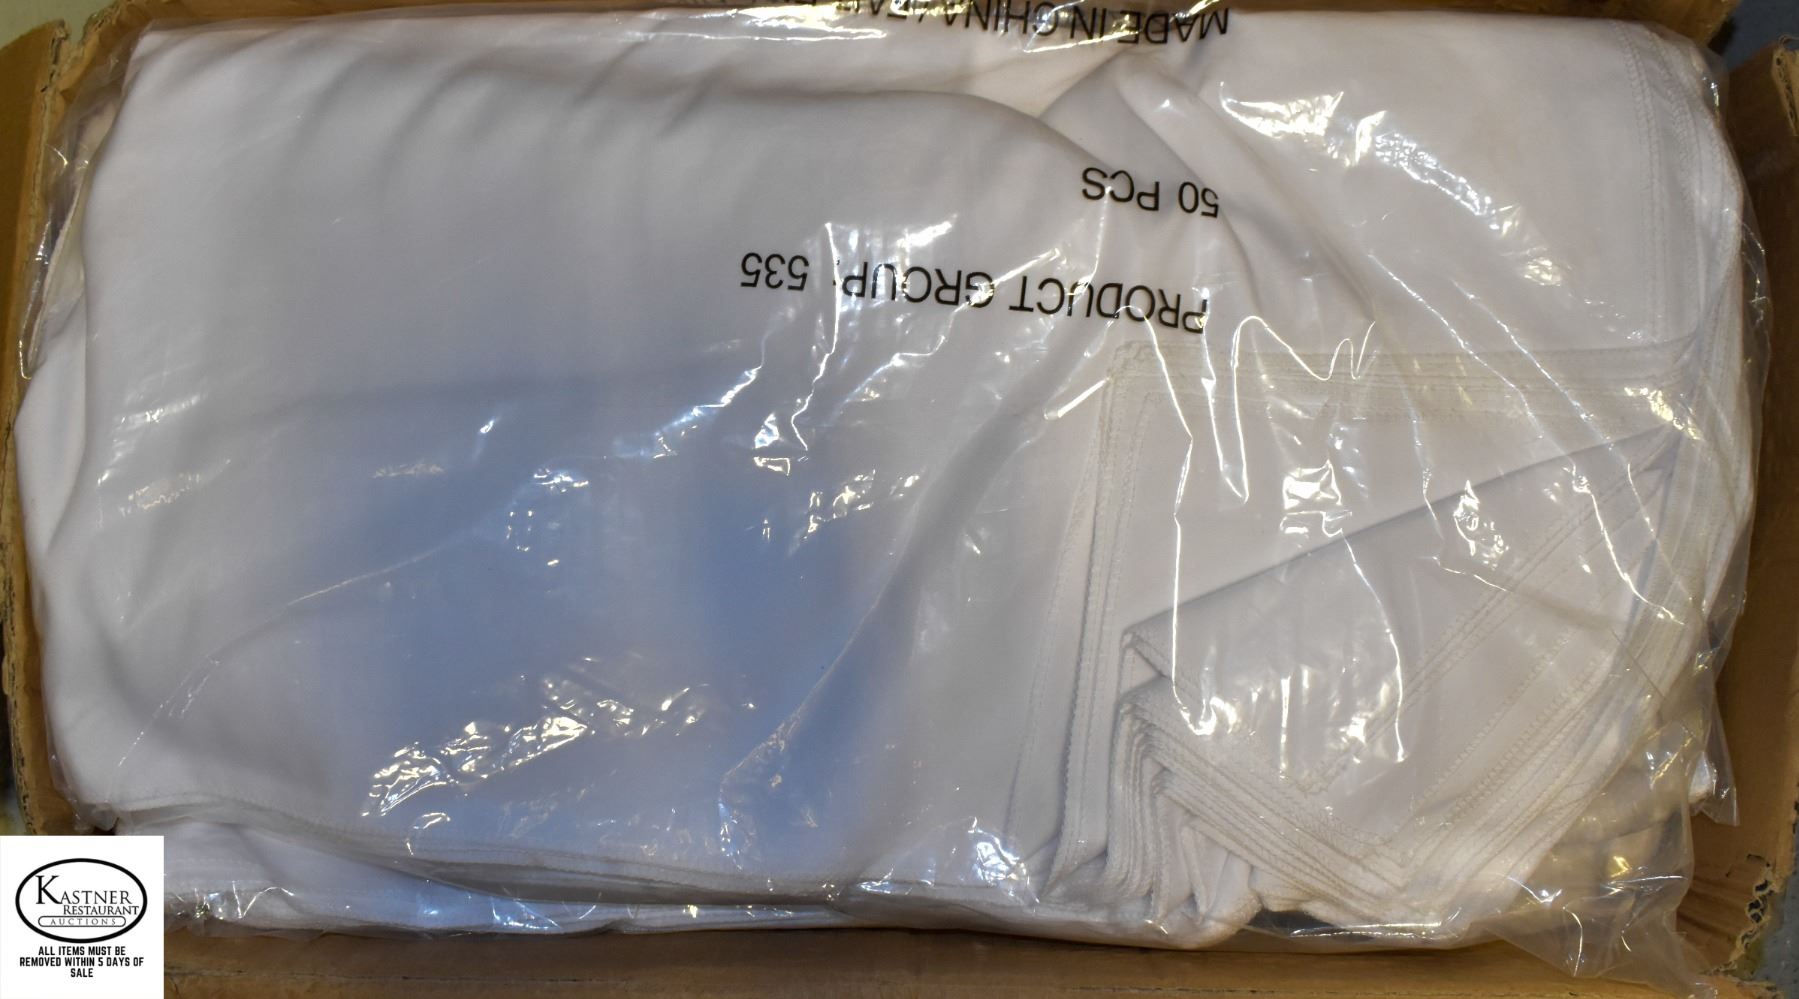 50 PCS
PRODUCT GROUP: 535
MADE IN CHINA
KASTNER
RESTAURANT
AUCTIONS
ALL ITEMS MUST BE
REMOVED WITHIN 5 DAYS OF
SALE